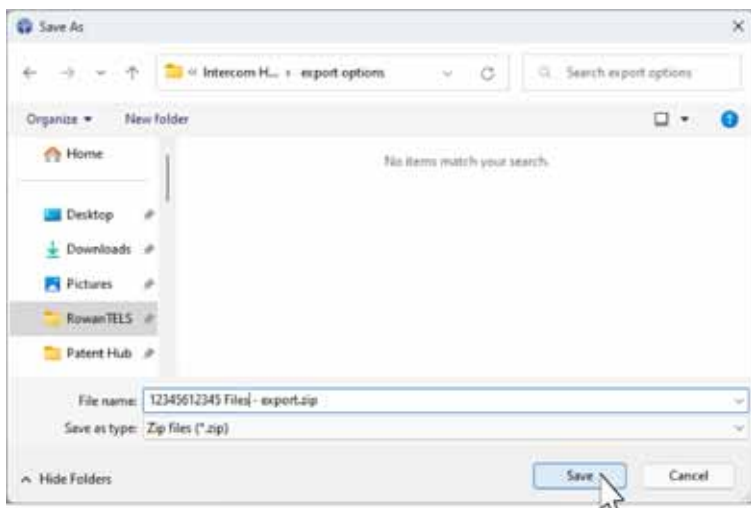 Save As
« Intercom H... › export options
Search export options
Organize
New folder
Home
No items match your search.
Desktop
Downloads
Pictures
RowanTELS
Patent Hub
File name: 12345612345 Files - export.zip
Save as type: Zip files (*.zip)
Hide Folders
Save
Cancel